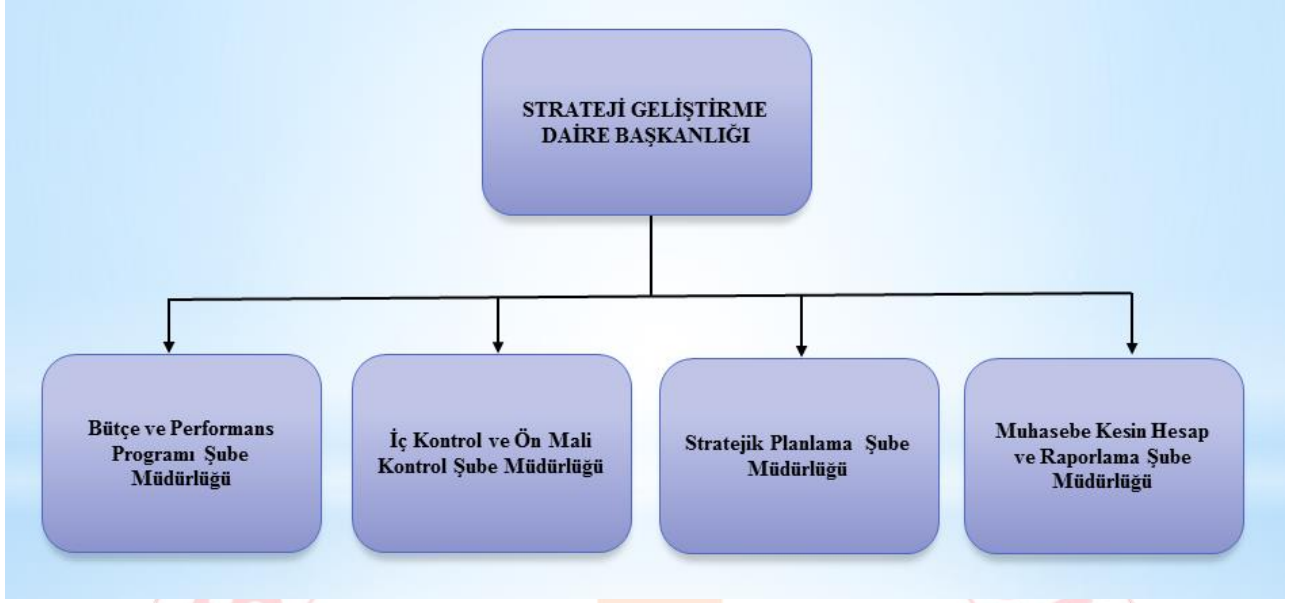 STRATEJİ GELİŞTİRME
DAİRE BAŞKANLIĞI
Bütçe ve Performans
Programı Şube
Müdürlüğü
İç Kontrol ve Ön Mali
Kontrol Şube Müdürlüğü
Stratejik Planlama Şube
Müdürlüğü
Muhasebe Kesin Hesap
ve Raporlama Şube
Müdürlüğü